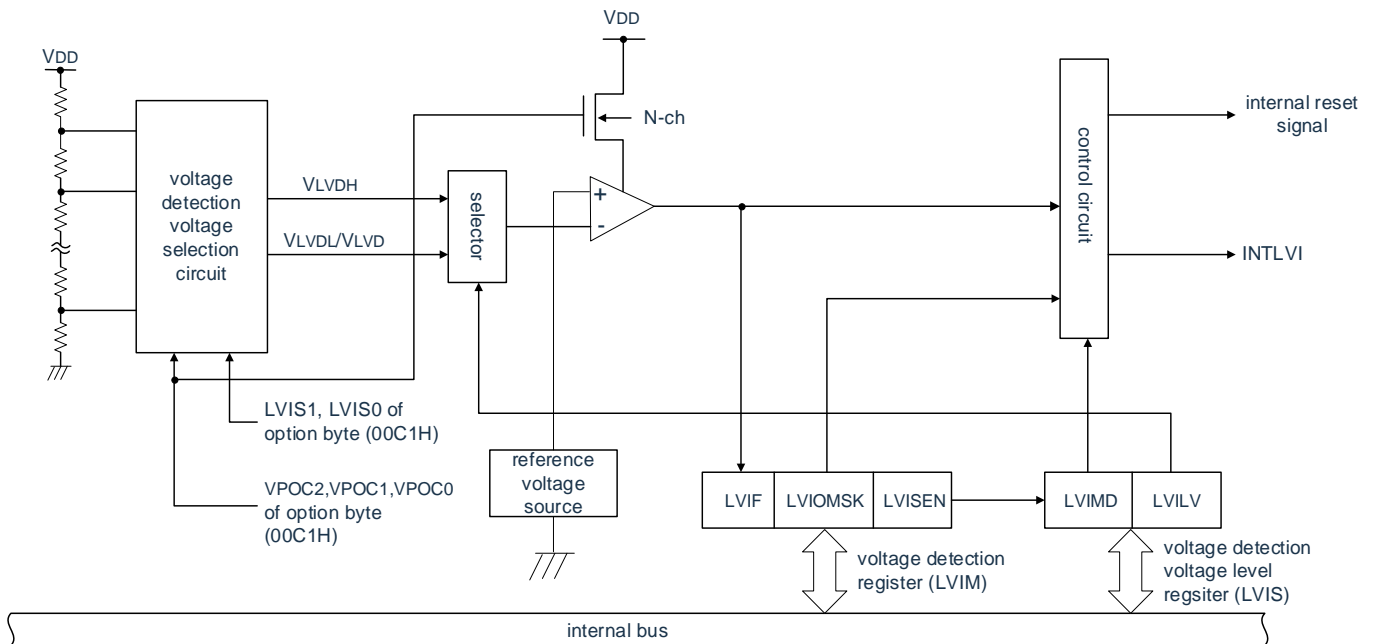 VDD
VDD
N-ch
voltage
detection
voltage
selection
circuit
VLVDH
VLVDL/VLVD
selector
+
-
control circuit
internal reset
signal
INTLVI
LVIS1, LVIS0 of
option byte (00C1H)
VPOC2,VPOC1,VPOC0
of option byte
(00C1H)
reference
voltage
source
LVIF
LVIOMSK
LVISEN
LVIMD
LVILV
voltage detection
register (LVIM)
voltage detection
voltage level
regsiter (LVIS)
internal bus